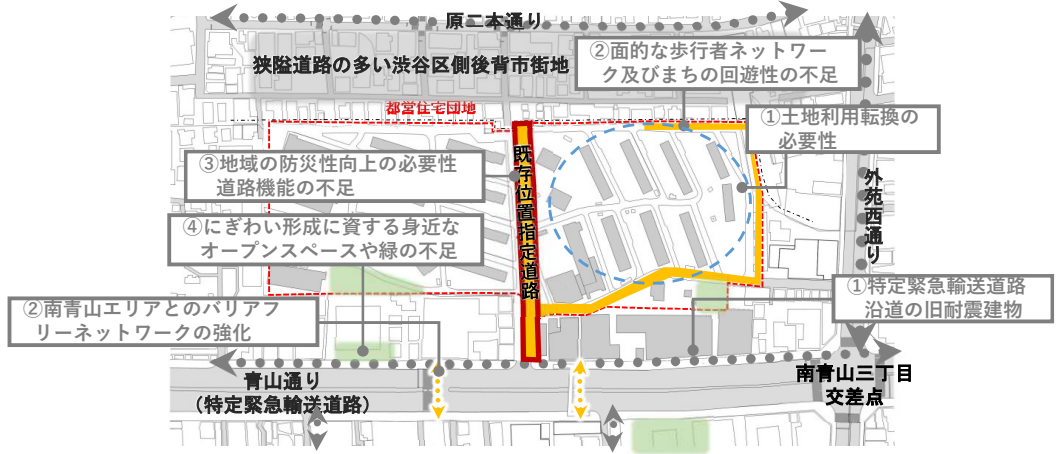 原二本通り
狭隘道路の多い渋谷区側後背市街地
②面的な歩行者ネットワー
ク及びまちの回遊性の不足
都営住宅団地
①土地利用転換の
必要性
③地域の防災性向上の必要性
道路機能の不足
既存位置指定道路
外苑西通り
④にぎわい形成に資する身近な
オープンスペースや緑の不足
①特定緊急輸送道路
沿道の旧耐震建物
②南青山エリアとのバリアフ
リーネットワークの強化
青山通り
（特定緊急輸送道路）
南青山三丁目
交差点